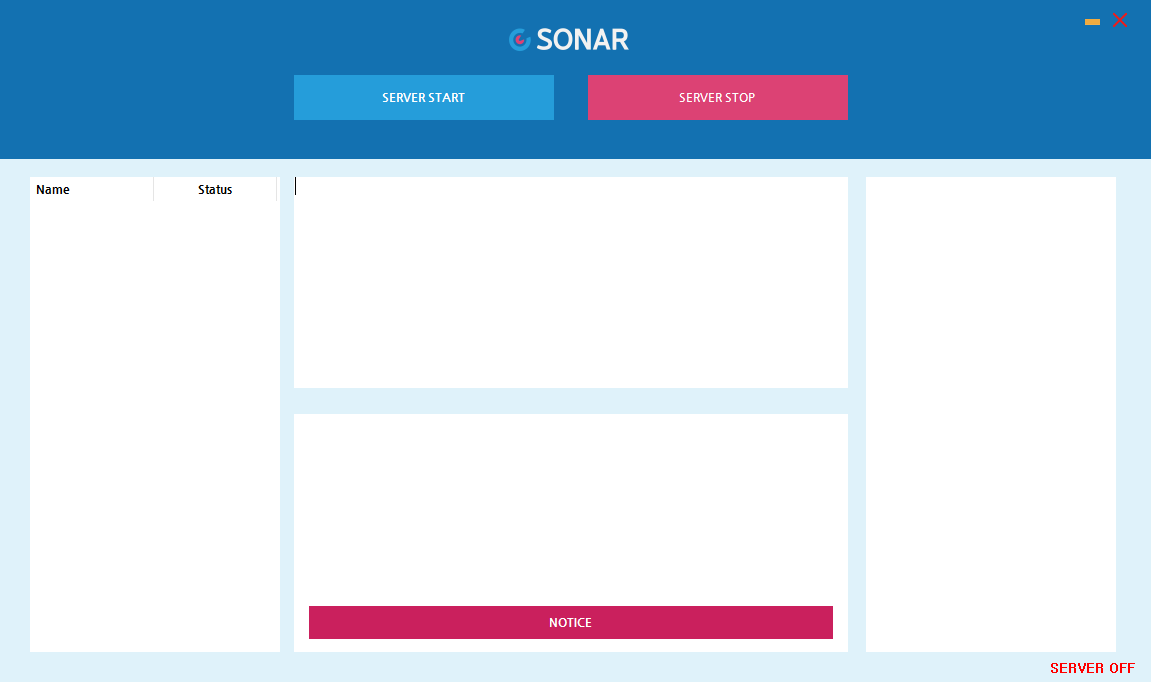 SONAR
SERVER START
SERVER STOP
Name
Status
NOTICE
SERVER OFF